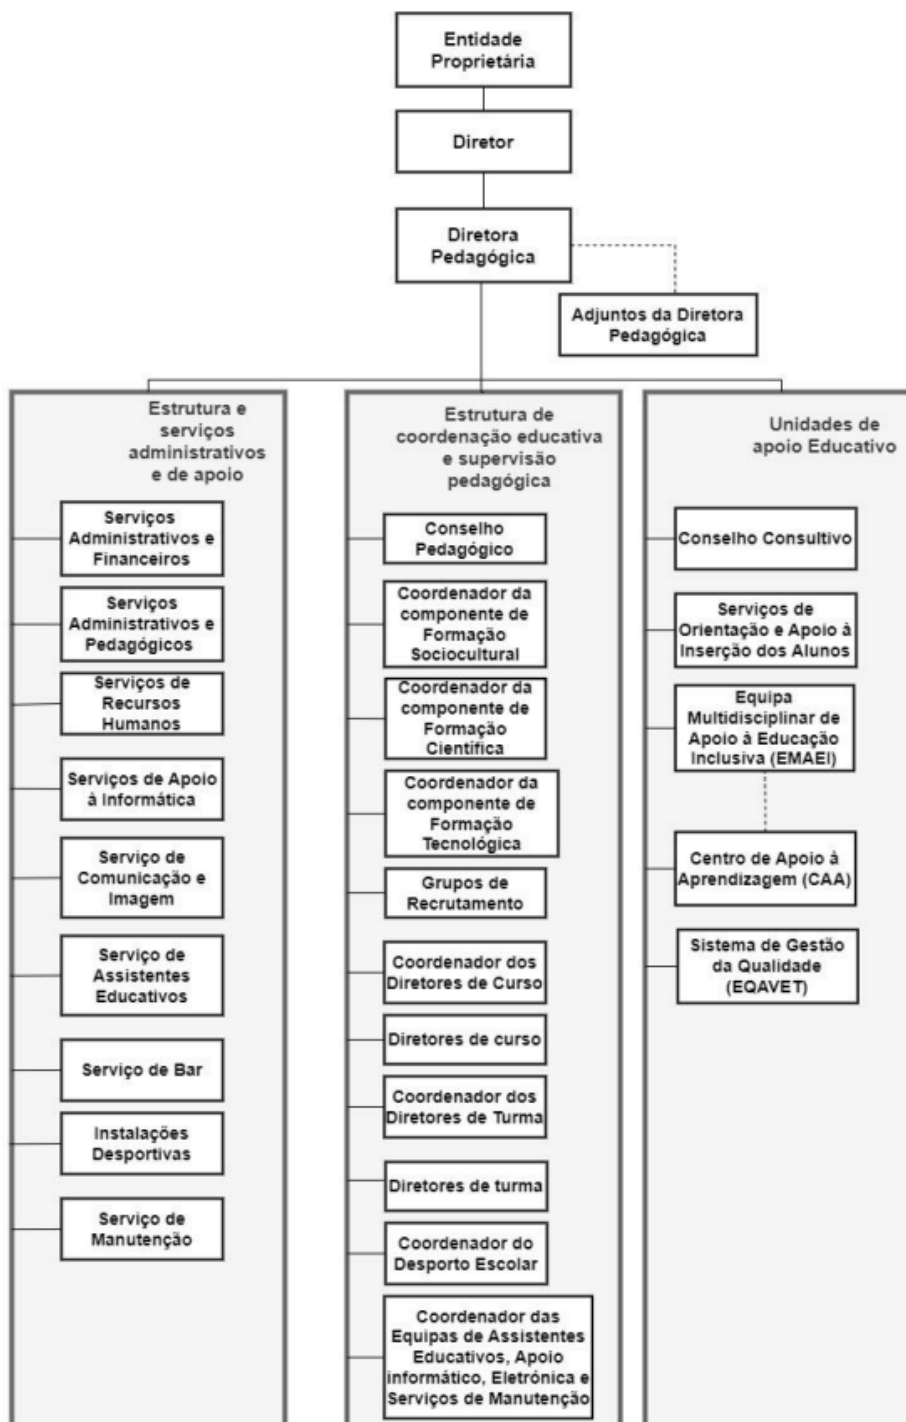 Entidade
Proprietária
Diretor
Diretora
Pedagógica
Adjuntos da Diretora
Pedagógica
Estrutura e
serviços
administrativos
e de apoio
Serviços
Administrativos e
Financeiros
Serviços
Administrativos e
Pedagógicos
Serviços de
Recursos
Humanos
Serviços de Apoio
à Informática
Serviço de
Comunicação e
Imagem
Serviço de
Assistentes
Educativos
Serviço de Bar
Instalações
Desportivas
Serviço de
Manutenção
Estrutura de
coordenação educativa
e supervisão
pedagógica
Conselho
Pedagógico
Coordenador da
componente de
Formação
Sociocultural
Coordenador da
componente de
Formação
Científica
Coordenador da
componente de
Formação
Tecnológica
Grupos de
Recrutamento
Coordenador dos
Diretores de Curso
Diretores de curso
Coordenador dos
Diretores de Turma
Diretores de turma
Coordenador do
Desporto Escolar
Coordenador das
Equipas de Assistentes
Educativos, Apoio
informático, Eletrónica e
Serviços de Manutenção
Unidades de
apoio Educativo
Conselho Consultivo
Serviços de
Orientação e Apoio à
Inserção dos Alunos
Equipa
Multidisciplinar de
Apoio à Educação
Inclusiva (EMAEI)
Centro de Apoio à
Aprendizagem (CAA)
Sistema de Gestão
da Qualidade
(EQAVET)